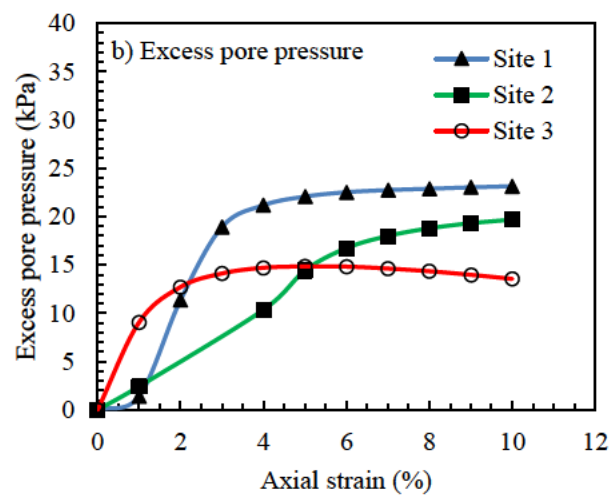 b) Excess pore pressure
Site 1
Site 2
Site 3
Excess pore pressure (kPa)
40
35
30
25
20
15
10
5
0
0 2 4 6 8 10 12
Axial strain (%)